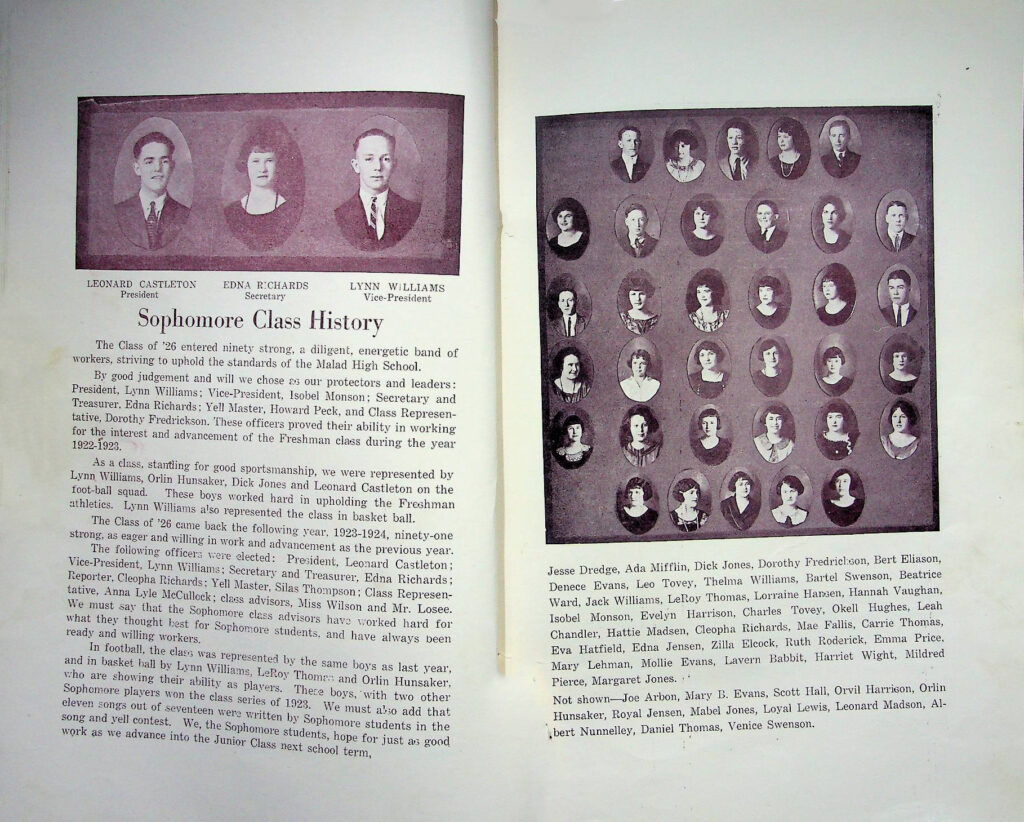 LEONARD CASTLETON
President
EDNA RICHARDS
Secretary
LYNN WILLIAMS
Vice-President
Sophomore Class History
The Class of '26 entered ninety strong, a diligent, energetic band of
workers, striving to uphold the standards of the Malad High School.
By good judgement and will we chose as our protectors and leaders:
President, Lynn Williams; Vice-President, Isobel Monson; Secretary and
Treasurer, Edna Richards; Yell Master, Howard Peck, and Class Represen-
tative, Dorothy Fredrickson. These officers proved their ability in working
for the interest and advancement of the Freshman class during the year
1922-1923.
As a class, standing for good sportsmanship, we were represented by
Lynn Williams, Orlin Hunsaker, Dick Jones and Leonard Castleton on the
foot-ball squad. These boys worked hard in upholding the Freshman
athletics. Lynn Williams also represented the class in basket ball.
The Class of '26 came back the following year, 1923-1924, ninety-one
strong, as eager and willing in work and advancement as the previous year.
The following officers were elected: President, Leonard Castleton;
Vice-President, Lynn Williams; Secretary and Treasurer, Edna Richards;
Reporter, Cleopha Richards; Yell Master, Silas Thompson; Class Represen-
tative, Anna Lyle McCullock; class advisors, Miss Wilson and Mr. Losee.
We must say that the Sophomore class advisors have worked hard for
what they thought best for Sophomore students, and have always been
ready and willing workers.
In football, the class was represented by the same boys as last year,
and in basket ball by Lynn Williams, LeRoy Thomas and Orlin Hunsaker,
who are showing their ability as players. These boys, with two other
Sophomore players won the class series of 1923. We must also add that
eleven songs out of seventeen were written by Sophomore students in the
song and yell contest. We, the Sophomore students, hope for just as good
work as we advance into the Junior Class next school term,
Jesse Dredge, Ada Mifflin, Dick Jones, Dorothy Fredrickson, Bert Eliason,
Denece Evans, Leo Tovey, Thelma Williams, Bartel Swenson, Beatrice
Ward, Jack Williams, LeRoy Thomas, Lorraine Hansen, Hannah Vaughan,
Isobel Monson, Evelyn Harrison, Charles Tovey, Okell Hughes, Leah
Chandler, Hattie Madsen, Cleopha Richards, Mae Fallis, Carrie Thomas,
Eva Hatfield, Edna Jensen, Zilla Elcock, Ruth Roderick, Emma Price,
Mary Lehman, Mollie Evans, Lavern Babbit, Harriet Wight, Mildred
Pierce, Margaret Jones.
Not shown—Joe Arbon, Mary B. Evans, Scott Hall, Orvil Harrison, Orlin
Hunsaker, Royal Jensen, Mabel Jones, Loyal Lewis, Leonard Madson, Al-
bert Nunnelley, Daniel Thomas, Venice Swenson.